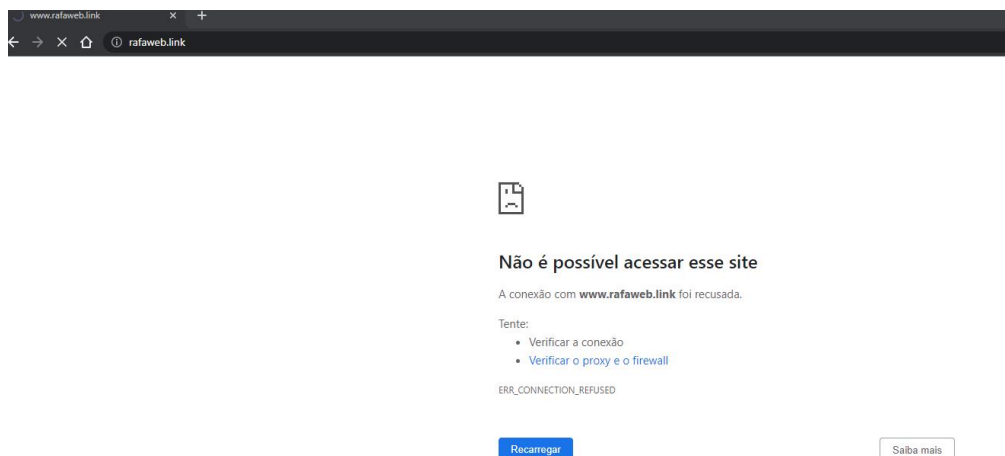 www.rafaweb.link
rafaweb.link
Não é possível acessar esse site
A conexão com www.rafaweb.link foi recusada.
Tente:
Verificar a conexão
Verificar o proxy e o firewall
ERR_CONNECTION_REFUSED
Recarregar Saiba mais